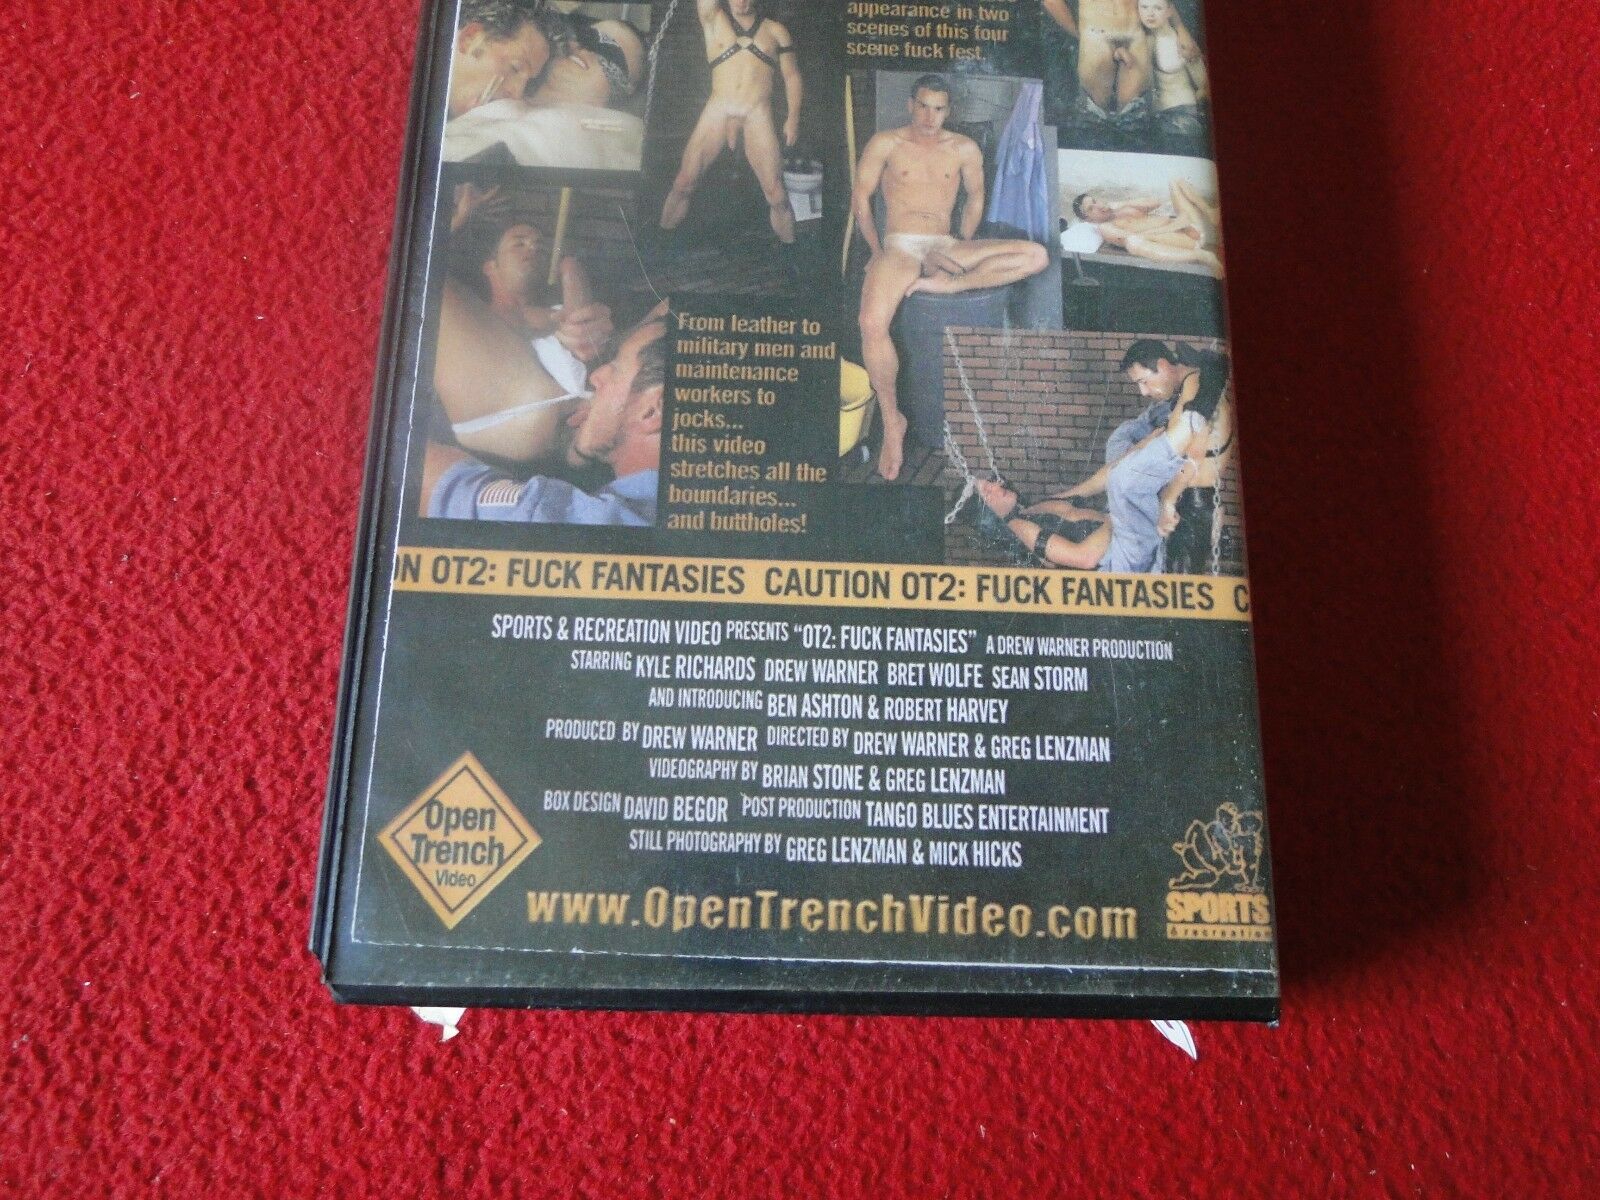 appearance in two
scenes of this four
scene fuck fest.
From leather to
military men and
maintenance
workers to
jocks...
this video
stretches all the
boundaries...
and buttholes!
ON OT2: FUCK FANTASIES CAUTION OT2: FUCK FANTASIES C
SPORTS & RECREATION VIDEO PRESENTS "OT2: FUCK FANTASIES" A DREW WARNER PRODUCTION
STARRING KYLE RICHARDS DREW WARNER BRET WOLFE SEAN STORM
AND INTRODUCING BEN ASHTON & ROBERT HARVEY
PRODUCED BY DREW WARNER DIRECTED BY DREW WARNER & GREG LENZMAN
VIDEOGRAPHY BY BRIAN STONE & GREG LENZMAN
BOX DESIGN DAVID BEGOR POST PRODUCTION TANGO BLUES ENTERTAINMENT
STILL PHOTOGRAPHY BY GREG LENZMAN & MICK HICKS
Open
Trench
Video
www.OpenTrenchVideo.com
SPORTS
& recreation